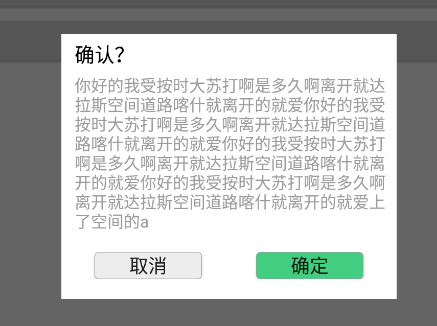 确认?
你好的我受按时大苏打啊是多久啊离开就达
拉斯空间道路喀什就离开的就爱你好的我受
按时大苏打啊是多久啊离开就达拉斯空间道
路喀什就离开的就爱你好的我受按时大苏打
啊是多久啊离开就达拉斯空间道路喀什就离
开的就爱你好的我受按时大苏打啊是多久啊
离开就达拉斯空间道路喀什就离开的就爱上
了空间的a
取消
确定